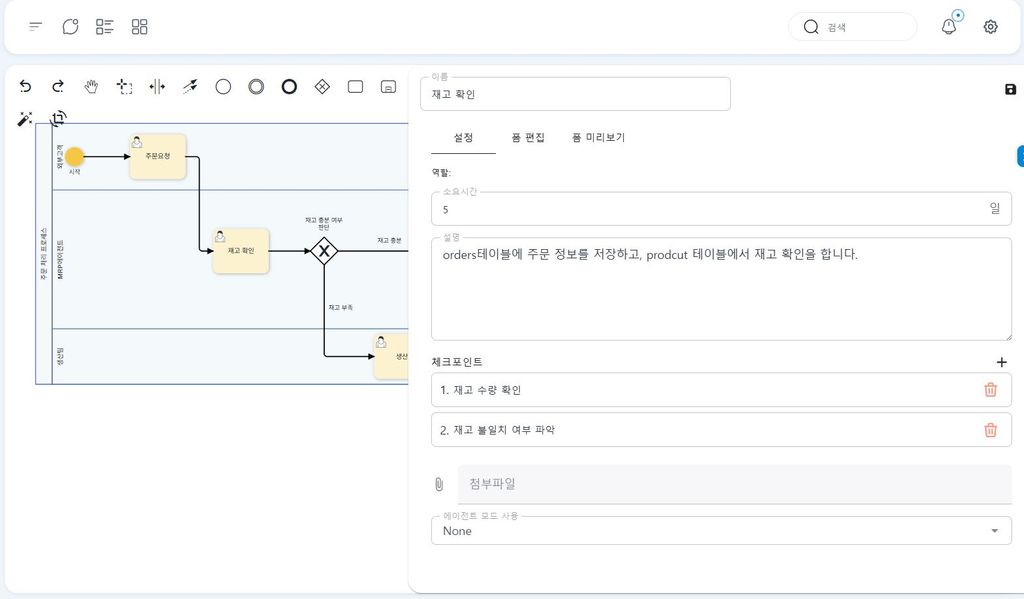 검색
이름
재고 확인
설정
폼 편집
폼 미리보기
역할:
소요시간
5
일
설명
orders테이블에 주문 정보를 저장하고, prodcut 테이블에서 재고 확인을 합니다.
체크포인트
1. 재고 수량 확인
2. 재고 불일치 여부 파악
첨부파일
에이전트 모드 사용
None
주문 처리 프로세스
외부고객
시작
주문요청
MRP에이전트
재고 확인
재고 충분 여부
판단
재고 충분
재고 부족
생산팀
생산